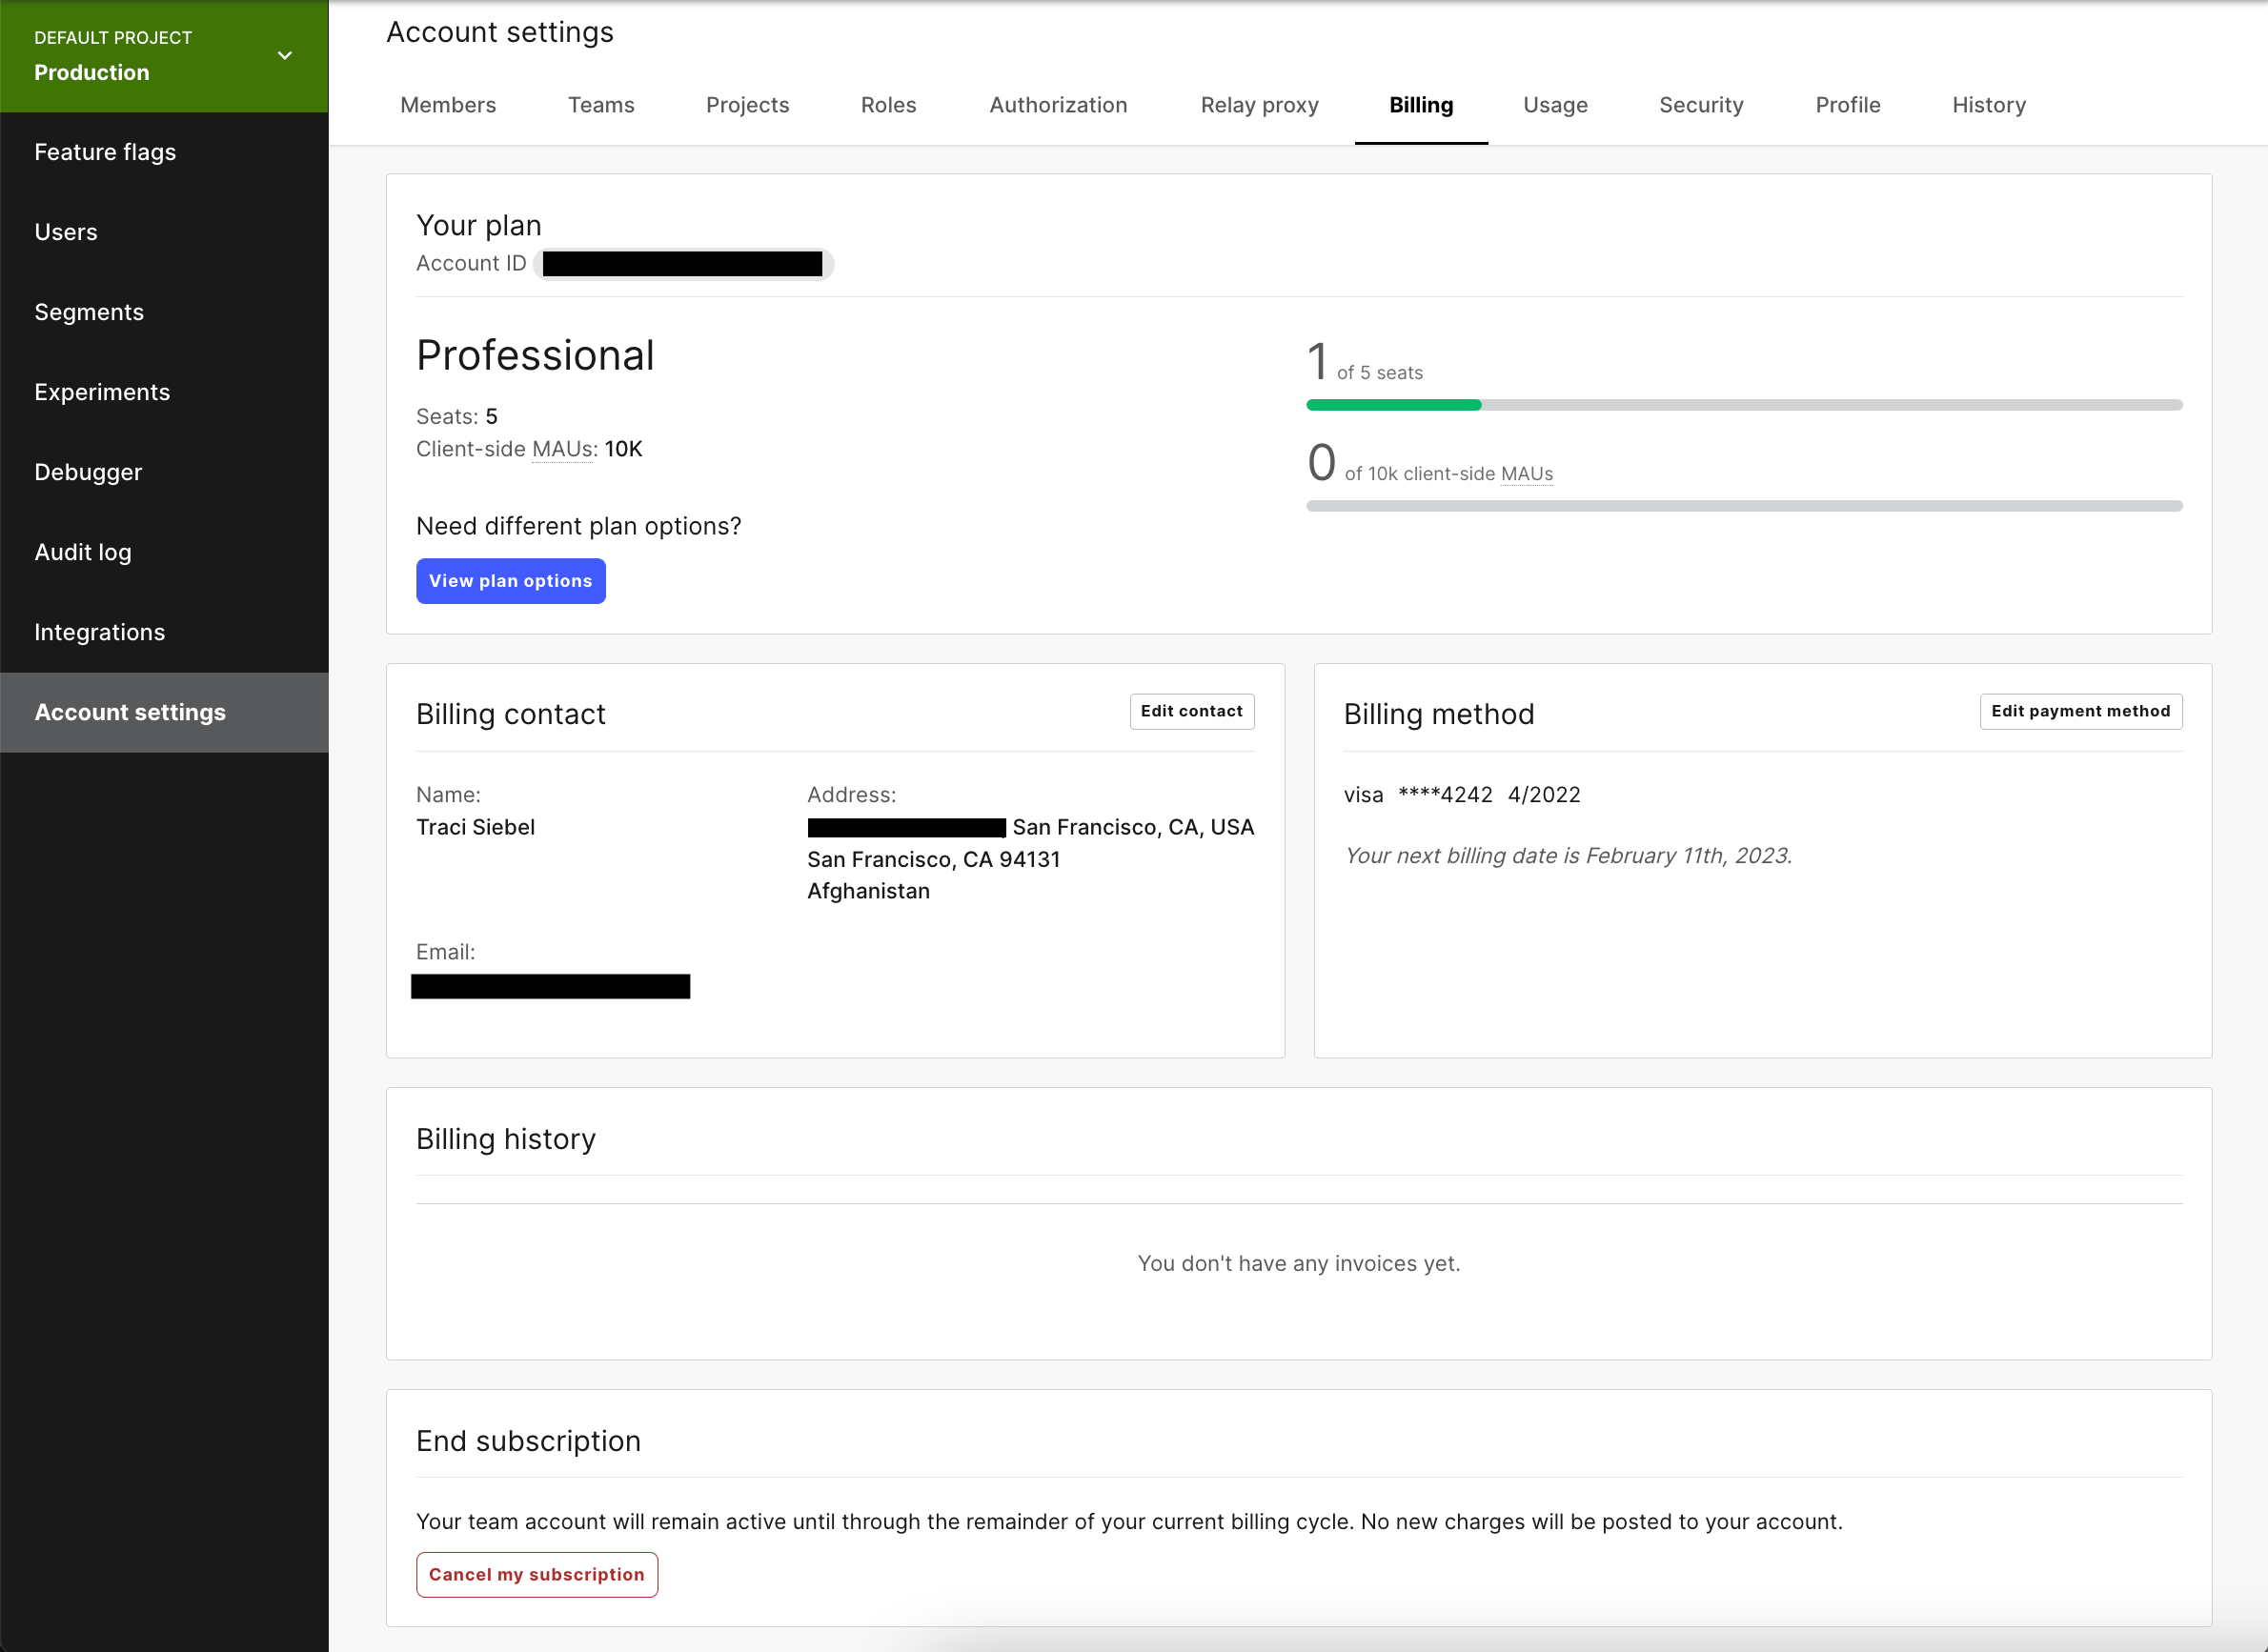 DEFAULT PROJECT
Production
Feature flags
Users
Segments
Experiments
Debugger
Audit log
Integrations
Account settings
Account settings
Members Teams Projects Roles Authorization Relay proxy Billing Usage Security Profile History
Your plan
Account ID
Professional
Seats: 5
Client-side MAUs: 10K
Need different plan options?
View plan options
1 of 5 seats
0 of 10k client-side MAUs
Billing contact
Edit contact
Name:
Traci Siebel
Address:
San Francisco, CA, USA
San Francisco, CA 94131
Afghanistan
Email:
Billing method
Edit payment method
visa ****4242 4/2022
Your next billing date is February 11th, 2023.
Billing history
You don't have any invoices yet.
End subscription
Your team account will remain active until through the remainder of your current billing cycle. No new charges will be posted to your account.
Cancel my subscription